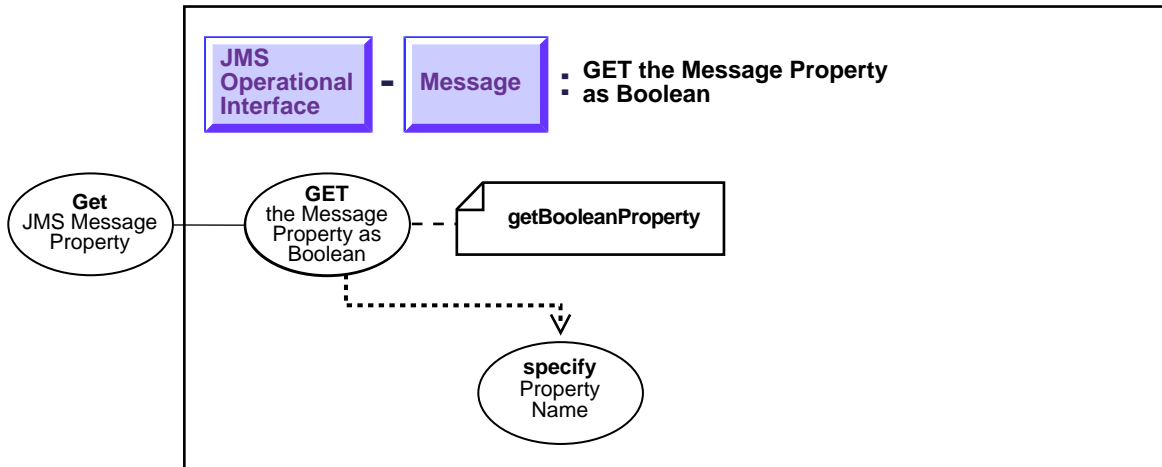 JMS
Operational
Interface
-
Message
:
GET the Message Property
as Boolean
Get
JMS Message
Property
GET
the Message
Property as
Boolean
getBooleanProperty
specify
Property
Name